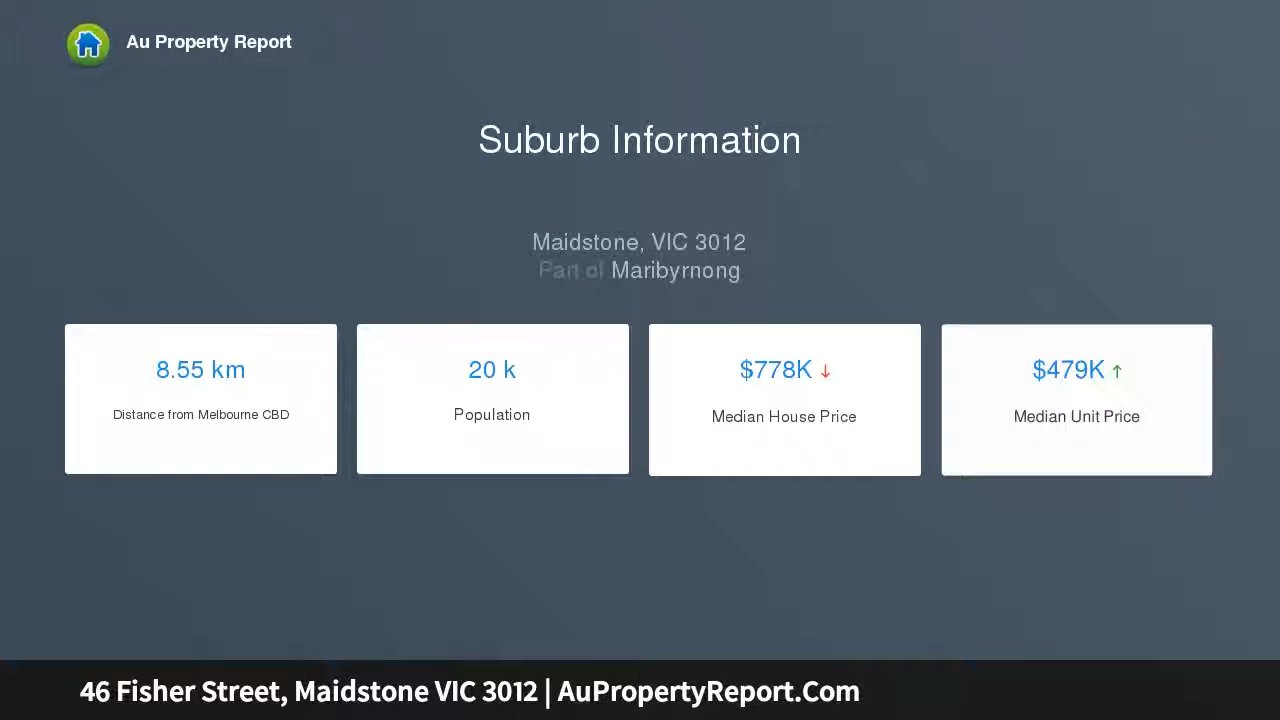 Au Property Report
Suburb Information
Maidstone, VIC 3012
Part of Maribyrnong
8.55 km
Distance from Melbourne CBD
20 k
Population
$778K ↓
Median House Price
$479K ↑
Median Unit Price
46 Fisher Street, Maidstone VIC 3012 | AuPropertyReport.Com